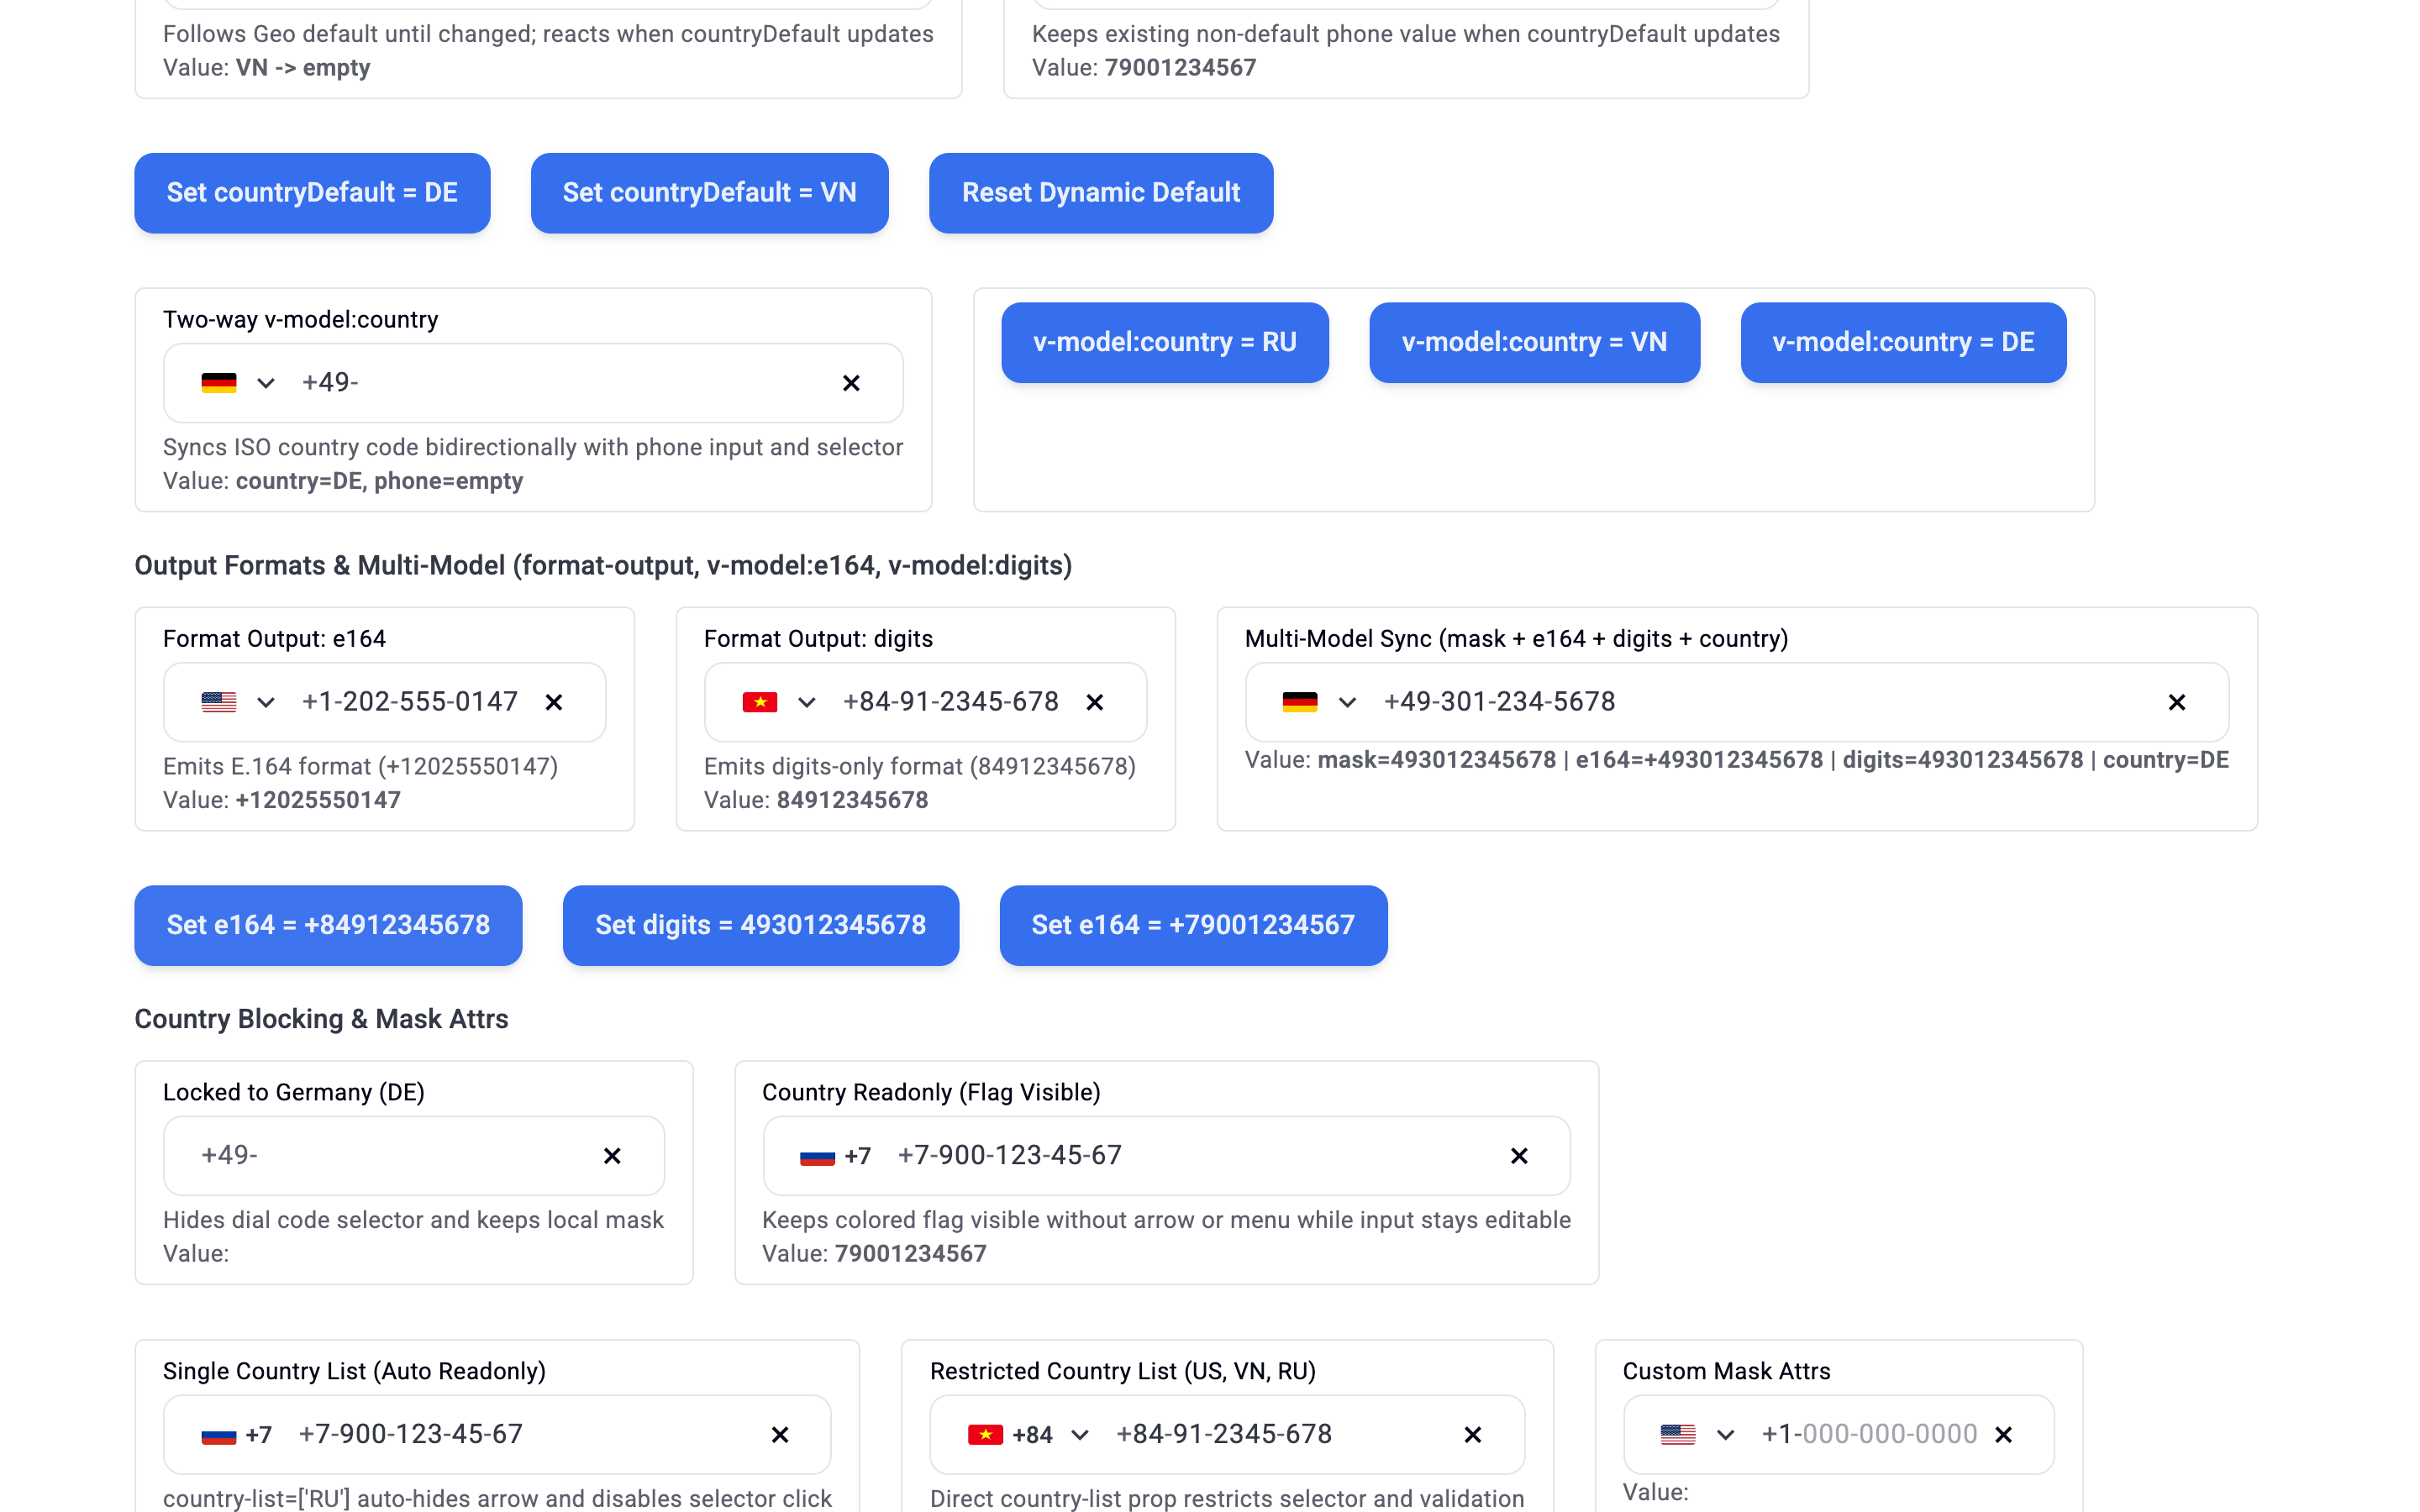 Follows Geo default until changed; reacts when countryDefault updates
Value: VN -> empty
Keeps existing non-default phone value when countryDefault updates
Value: 79001234567
Set countryDefault = DE
Set countryDefault = VN
Reset Dynamic Default
Two-way v-model:country
+49-
Syncs ISO country code bidirectionally with phone input and selector
Value: country=DE, phone=empty
v-model:country = RU
v-model:country = VN
v-model:country = DE
Output Formats & Multi-Model (format-output, v-model:e164, v-model:digits)
Format Output: e164
+1-202-555-0147
Emits E.164 format (+12025550147)
Value: +12025550147
Format Output: digits
+84-91-2345-678
Emits digits-only format (84912345678)
Value: 84912345678
Multi-Model Sync (mask + e164 + digits + country)
+49-301-234-5678
Value: mask=493012345678 | e164=+493012345678 | digits=493012345678 | country=DE
Set e164 = +84912345678
Set digits = 493012345678
Set e164 = +79001234567
Country Blocking & Mask Attrs
Locked to Germany (DE)
+49-
Hides dial code selector and keeps local mask
Value:
Country Readonly (Flag Visible)
+7 +7-900-123-45-67
Keeps colored flag visible without arrow or menu while input stays editable
Value: 79001234567
Single Country List (Auto Readonly)
+7 +7-900-123-45-67
country-list=['RU'] auto-hides arrow and disables selector click
Restricted Country List (US, VN, RU)
+84 +84-91-2345-678
Direct country-list prop restricts selector and validation
Custom Mask Attrs
+1-000-000-0000
Value: